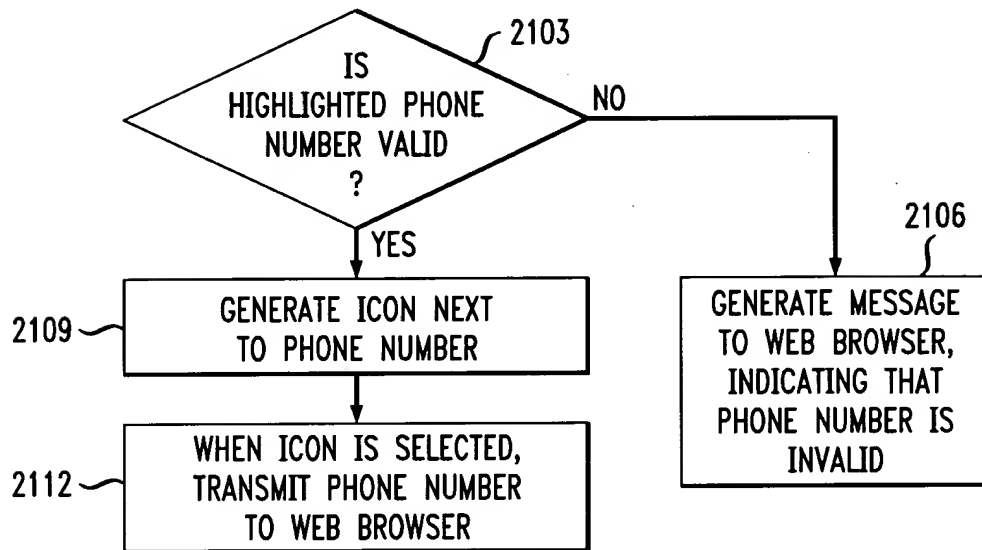 2103
IS
HIGHLIGHTED PHONE
NUMBER VALID
?
NO
YES
2106
GENERATE MESSAGE
TO WEB BROWSER,
INDICATING THAT
PHONE NUMBER IS
INVALID
2109
GENERATE ICON NEXT
TO PHONE NUMBER
2112
WHEN ICON IS SELECTED,
TRANSMIT PHONE NUMBER
TO WEB BROWSER